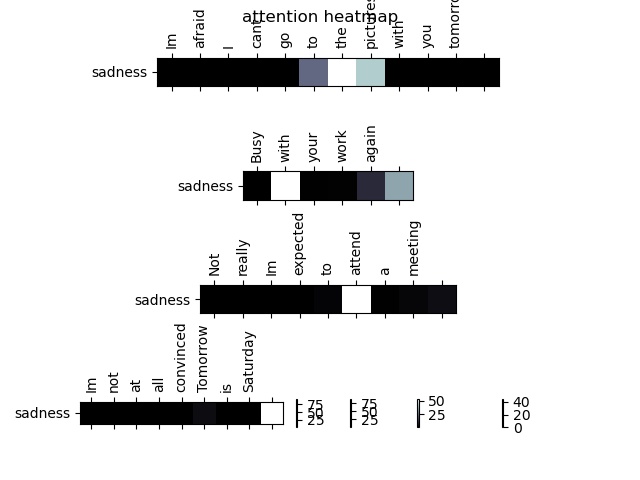 attention heatmap
Im afraid I cant go to the pictures with you
sadness
Busy with your work again
sadness
Not really Im expected to attend a meeting
sadness
Im not at all convinced Tomorrow is Saturday
sadness
75 75 50 40
50 50 25 20
25 25 0